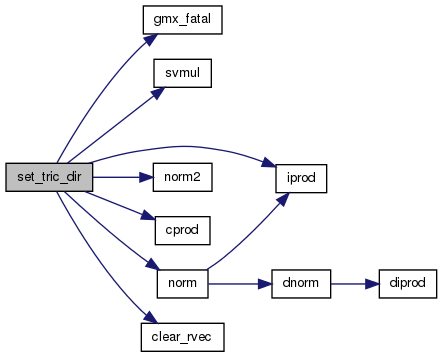 gmx_fatal
svmul
set_tric_dir
norm2
iprod
cprod
norm
dnorm
diprod
clear_rvec